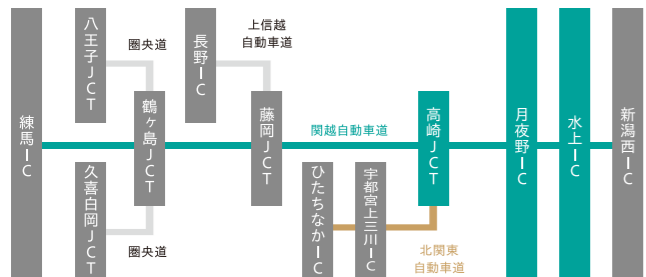 練馬IC
八王子JCT
圏央道
鶴ヶ島JCT
久喜白岡JCT
圏央道
長野IC
上信越
自動車道
藤岡JCT
関越自動車道
ひたちなかIC
宇都宮上三川IC
高崎JCT
北関東
自動車道
月夜野IC
水上IC
新潟西IC